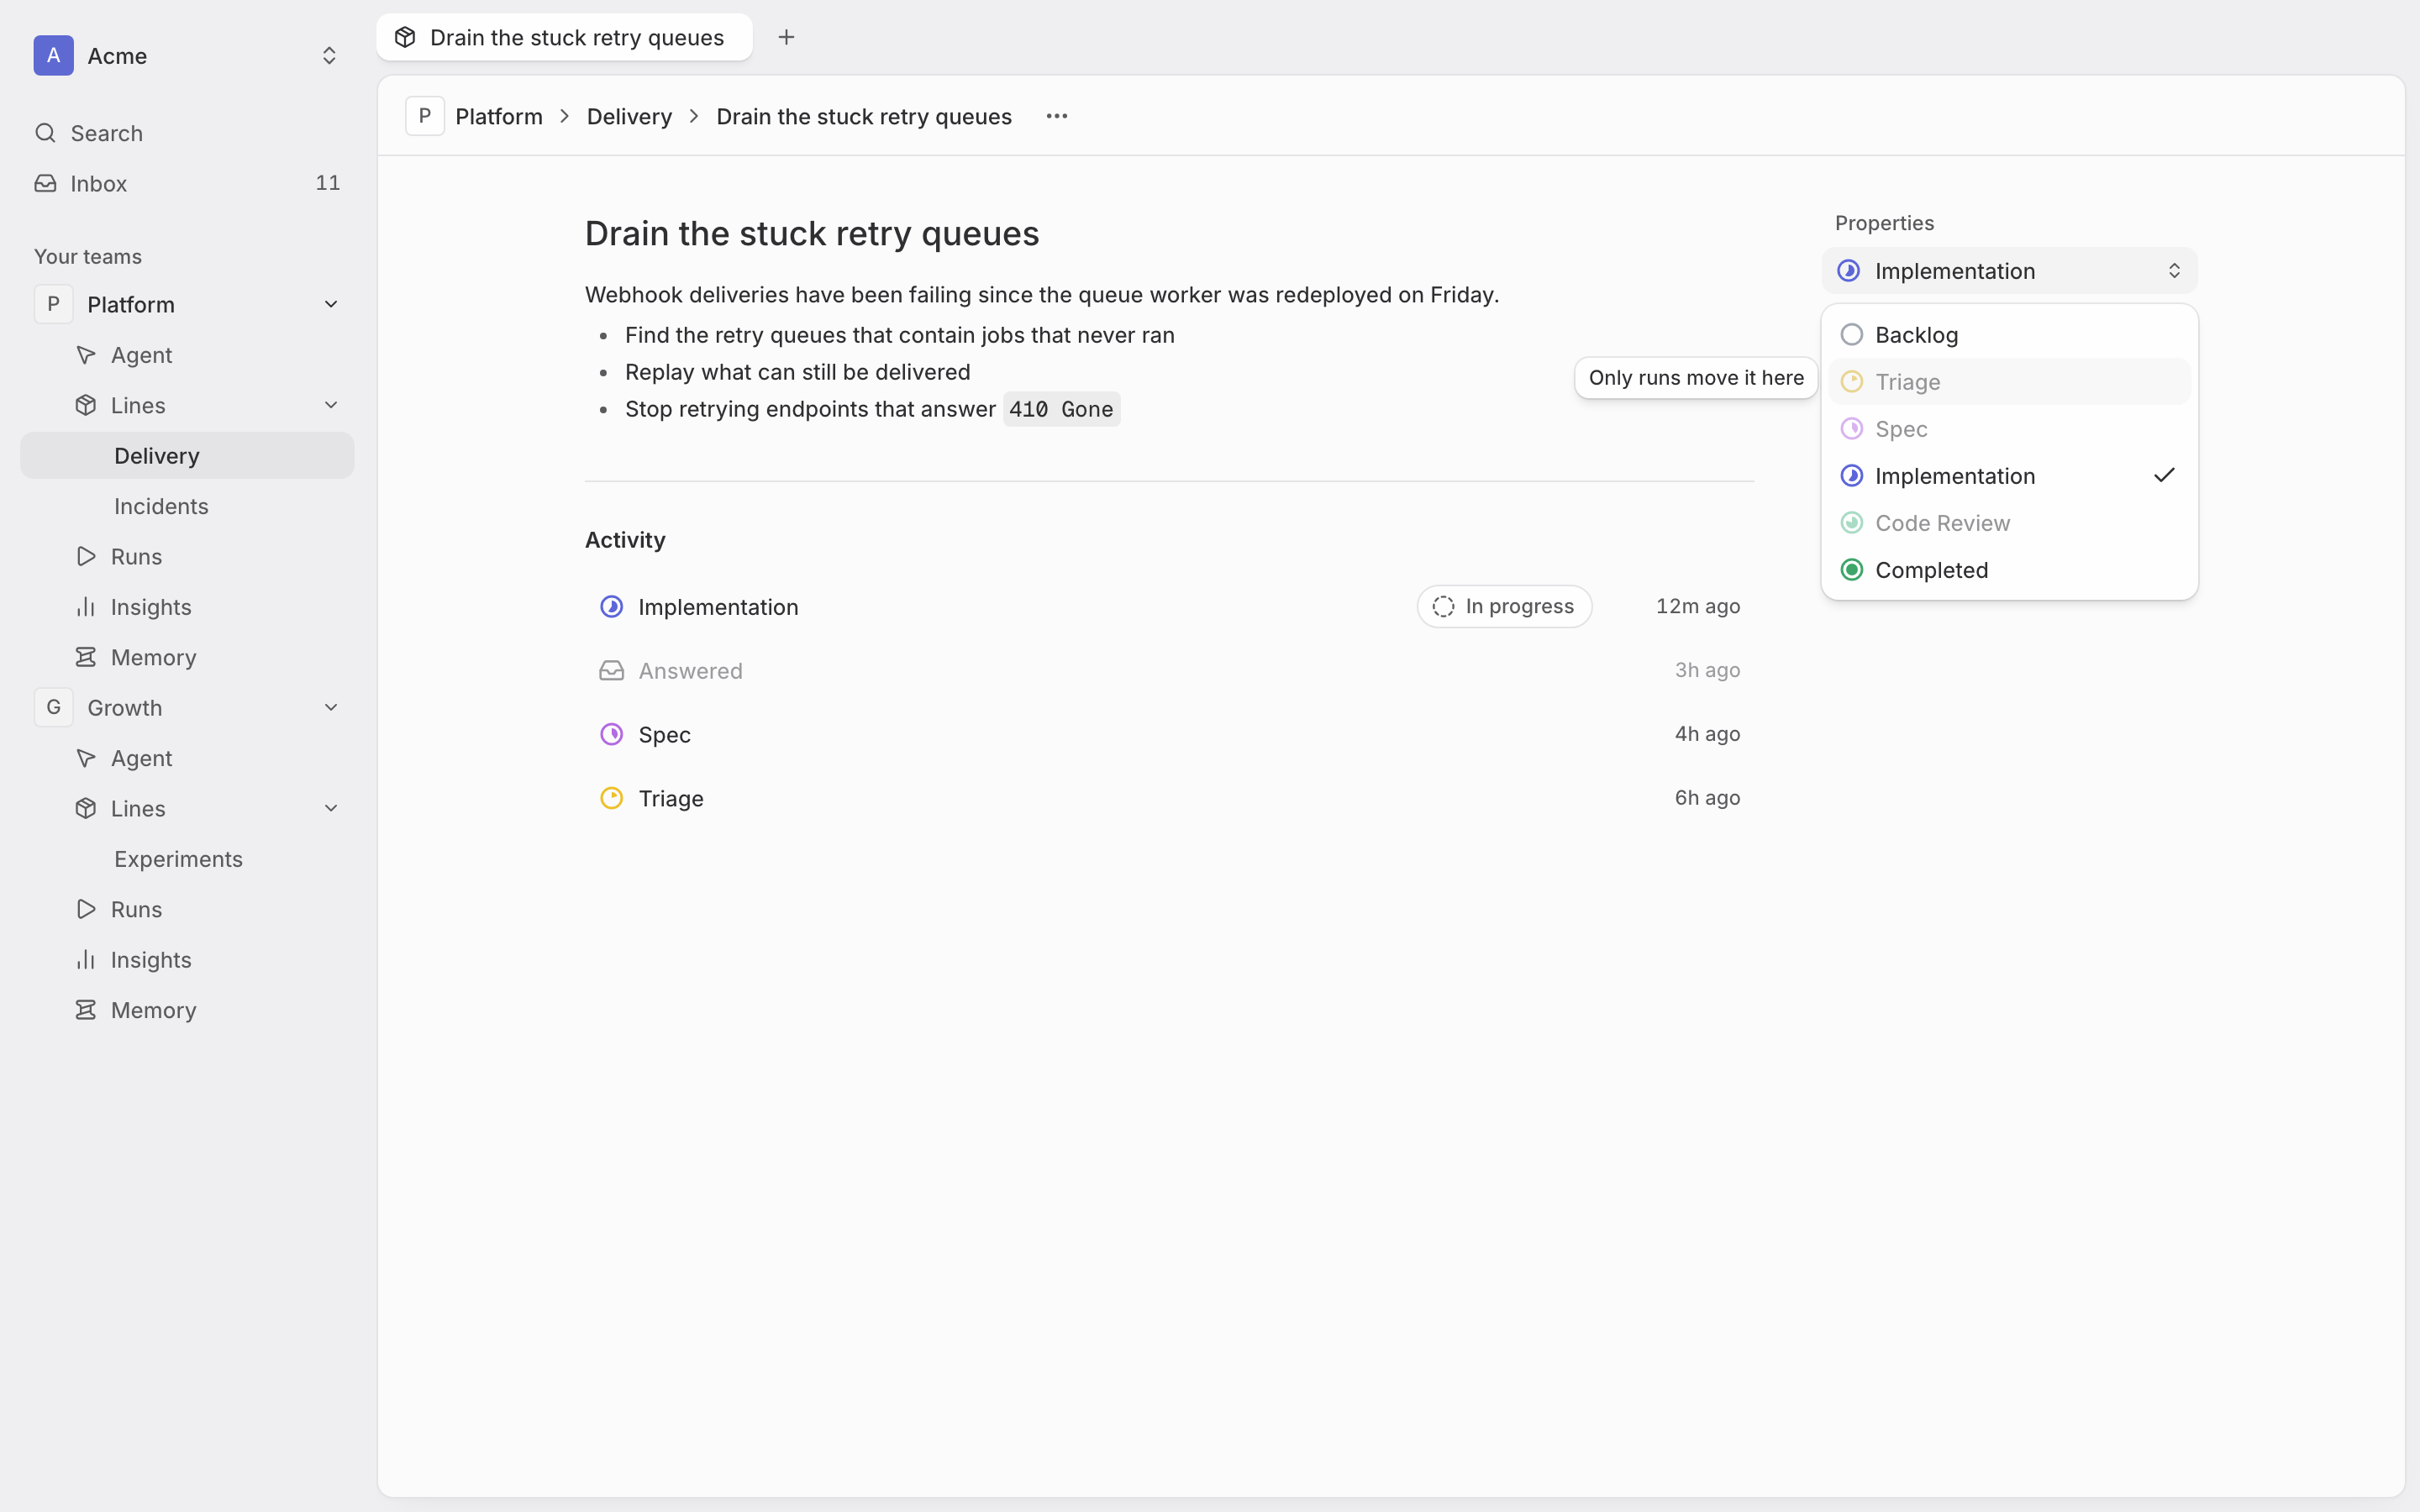 A Acme
Search
Inbox 11
Your teams
P Platform
Agent
Lines
Delivery
Incidents
Runs
Insights
Memory
G Growth
Agent
Lines
Experiments
Runs
Insights
Memory
Drain the stuck retry queues
P Platform > Delivery > Drain the stuck retry queues
Drain the stuck retry queues
Webhook deliveries have been failing since the queue worker was redeployed on Friday.
• Find the retry queues that contain jobs that never ran
• Replay what can still be delivered
• Stop retrying endpoints that answer 410 Gone
Activity
Implementation In progress 12m ago
Answered 3h ago
Spec 4h ago
Triage 6h ago
Properties
Implementation
Backlog
Only runs move it here
Triage
Spec
Implementation
Code Review
Completed